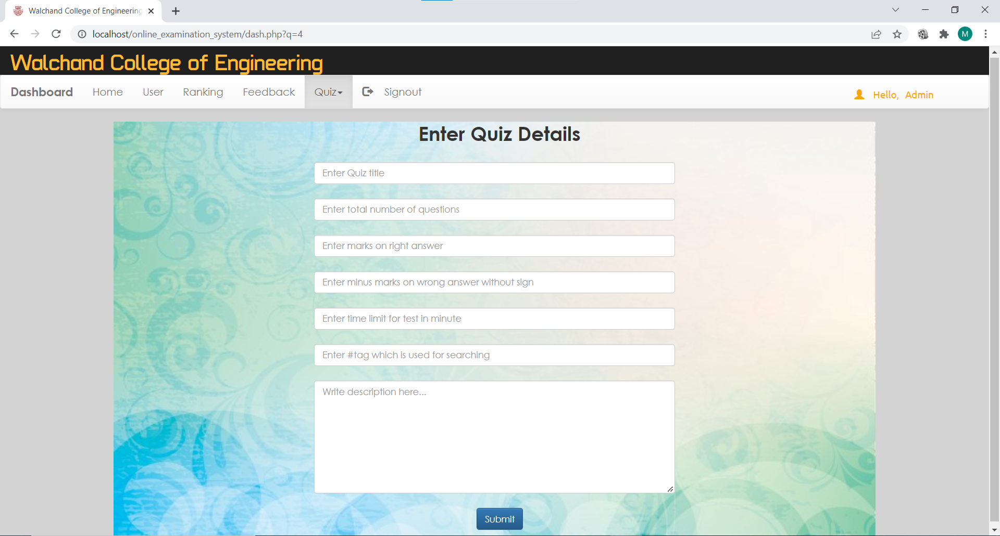 Walchand College of Engineering
localhost/online_examination_system/dash.php?q=4
M
Walchand College of Engineering
Dashboard Home User Ranking Feedback Quiz Signout Hello, Admin
Enter Quiz Details
Enter Quiz title
Enter total number of questions
Enter marks on right answer
Enter minus marks on wrong answer without sign
Enter time limit for test in minute
Enter #tag which is used for searching
Write description here...
Submit